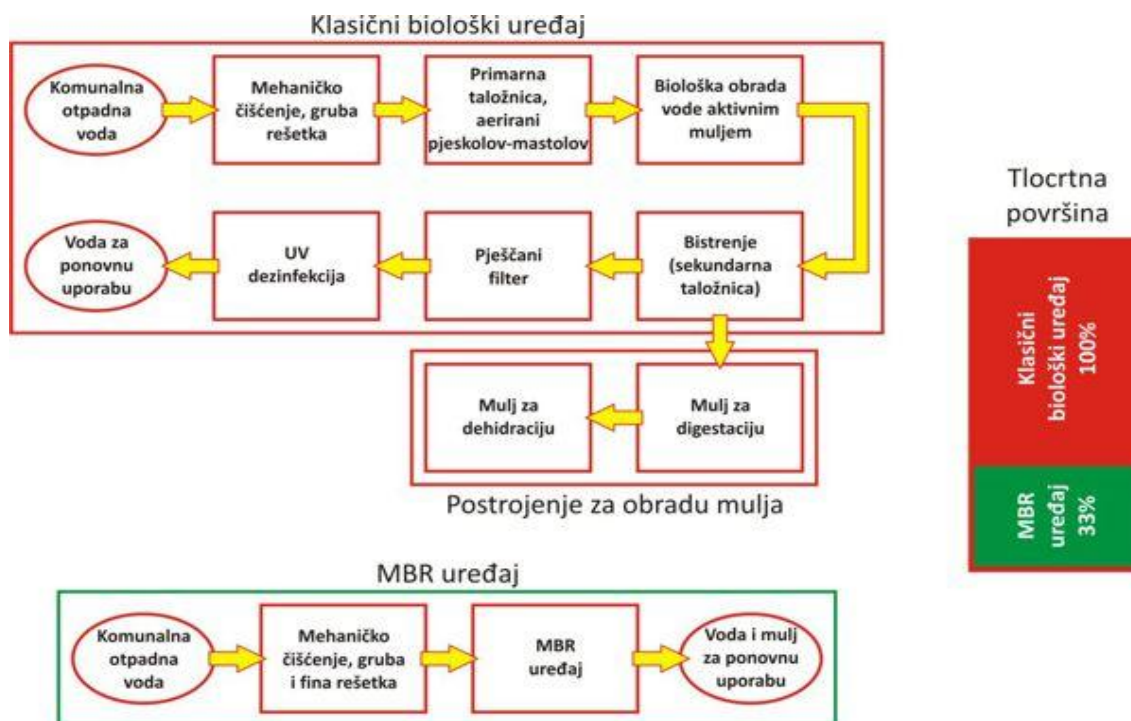 Klasični biološki uređaj
Komunalna
otpadna
voda
Mehaničko
čišćenje, gruba
rešetka
Primarna
taložnica,
aerirani
pjeskolov-mastolov
Biološka obrada
vode aktivnim
muljem
Voda za
ponovnu
uporabu
UV
dezinfekcija
Pješčani
filter
Bistrenje
(sekundarna
taložnica)
Mulj za
dehidraciju
Mulj za
digestaciju
Postrojenje za obradu mulja
Tlocrtna
površina
Klasični
biološki uređaj
100%
MBR
uređaj
33%
MBR uređaj
Komunalna
otpadna
voda
Mehaničko
čišćenje, gruba
i fina rešetka
MBR
uređaj
Voda i mulj
za ponovnu
uporabu